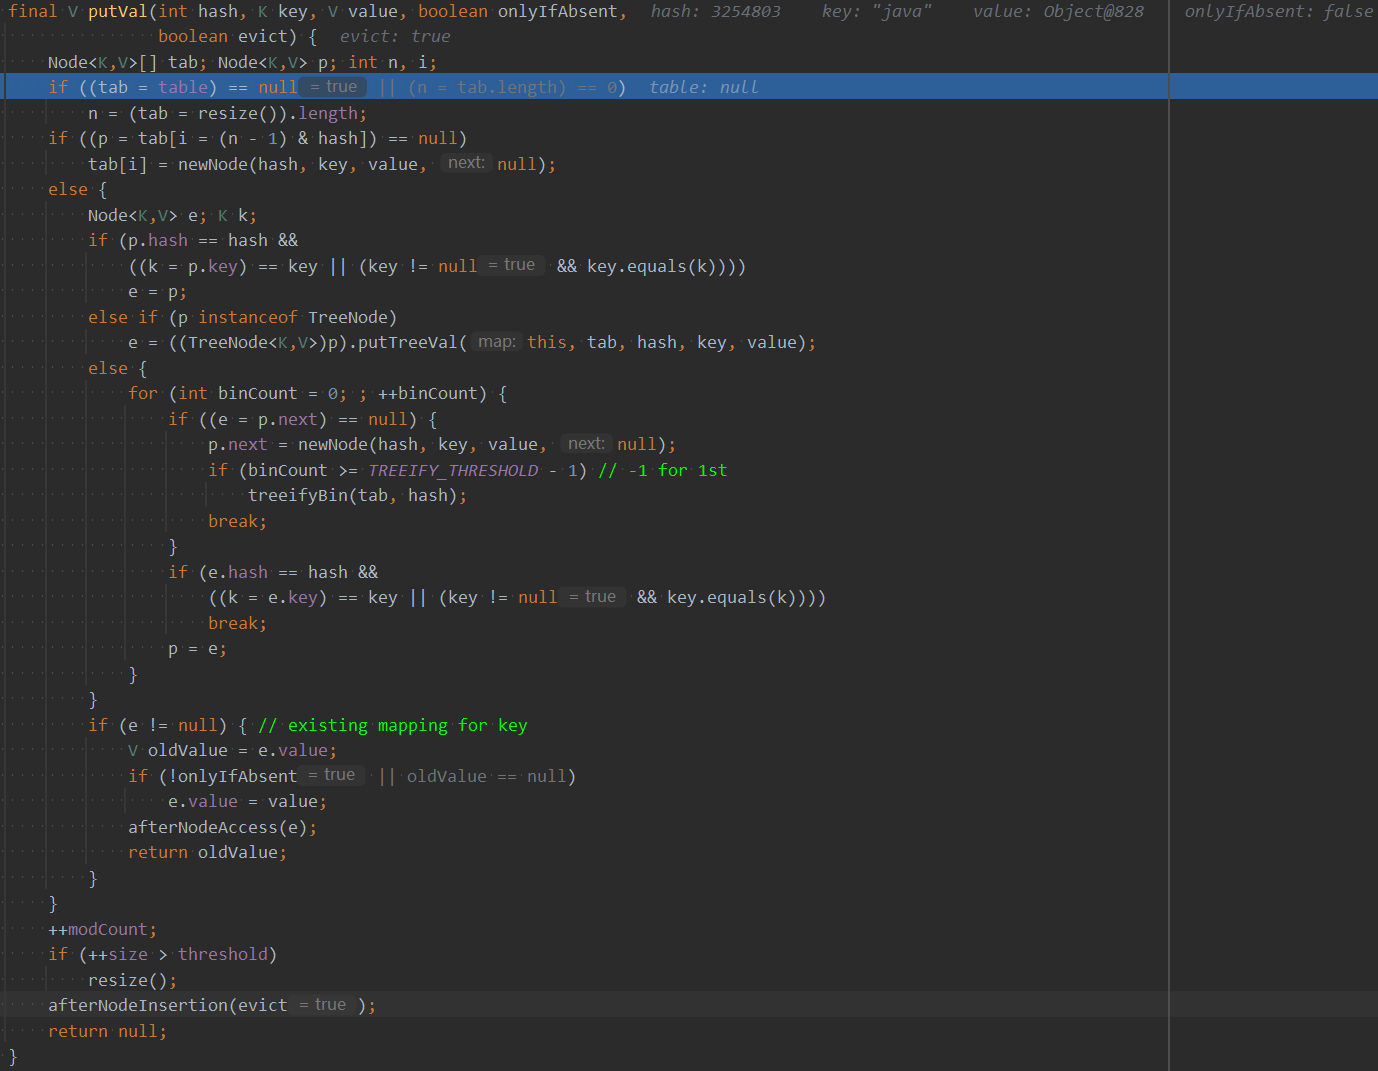 final V putVal(int hash, K key, V value, boolean onlyIfAbsent,  hash: 3254803    key: "java"    value: Object@828    onlyIfAbsent: false
               boolean evict) {  evict: true
    Node<K,V>[] tab; Node<K,V> p; int n, i;
    if ((tab = table) == null = true || (n = tab.length) == 0)  table: null
        n = (tab = resize()).length;
    if ((p = tab[i = (n - 1) & hash]) == null)
        tab[i] = newNode(hash, key, value, next: null);
    else {
        Node<K,V> e; K k;
        if (p.hash == hash &&
            ((k = p.key) == key || (key != null = true && key.equals(k))))
            e = p;
        else if (p instanceof TreeNode)
            e = ((TreeNode<K,V>)p).putTreeVal( map: this, tab, hash, key, value);
        else {
            for (int binCount = 0; ; ++binCount) {
                if ((e = p.next) == null) {
                    p.next = newNode(hash, key, value, next: null);
                    if (binCount >= TREEIFY_THRESHOLD - 1) // -1 for 1st
                        treeifyBin(tab, hash);
                    break;
                }
                if (e.hash == hash &&
                    ((k = e.key) == key || (key != null = true && key.equals(k))))
                    break;
                p = e;
            }
        }
        if (e != null) { // existing mapping for key
            V oldValue = e.value;
            if (!onlyIfAbsent = true || oldValue == null)
                e.value = value;
            afterNodeAccess(e);
            return oldValue;
        }
    }
    ++modCount;
    if (++size > threshold)
        resize();
    afterNodeInsertion(evict = true );
    return null;
}